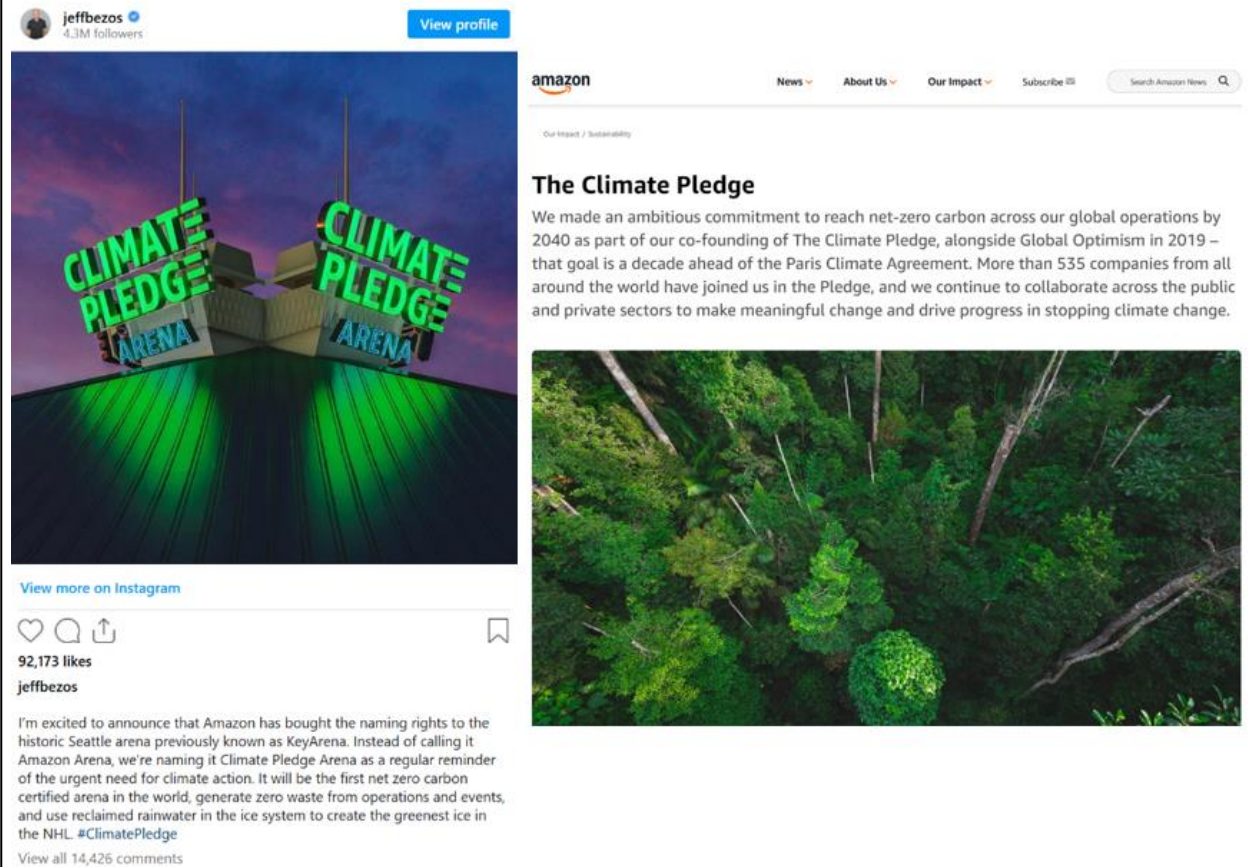 jeffbezos
4.3M followers
View profile
CLIMATE
PLEDGE
ARENA
CLIMATE
PLEDGE
ARENA
View more on Instagram
92,173 likes
jeffbezos
I'm excited to announce that Amazon has bought the naming rights to the
historic Seattle arena previously known as KeyArena. Instead of calling it
Amazon Arena, we're naming it Climate Pledge Arena as a regular reminder
of the urgent need for climate action. It will be the first net zero carbon
certified arena in the world, generate zero waste from operations and events,
and use reclaimed rainwater in the ice system to create the greenest ice in
the NHL. #ClimatePledge
View all 14,426 comments
amazon
News
About Us
Our Impact
Subscribe
Search Amazon News
Our Impact / Sustainability
The Climate Pledge
We made an ambitious commitment to reach net-zero carbon across our global operations by
2040 as part of our co-founding of The Climate Pledge, alongside Global Optimism in 2019 –
that goal is a decade ahead of the Paris Climate Agreement. More than 535 companies from all
around the world have joined us in the Pledge, and we continue to collaborate across the public
and private sectors to make meaningful change and drive progress in stopping climate change.